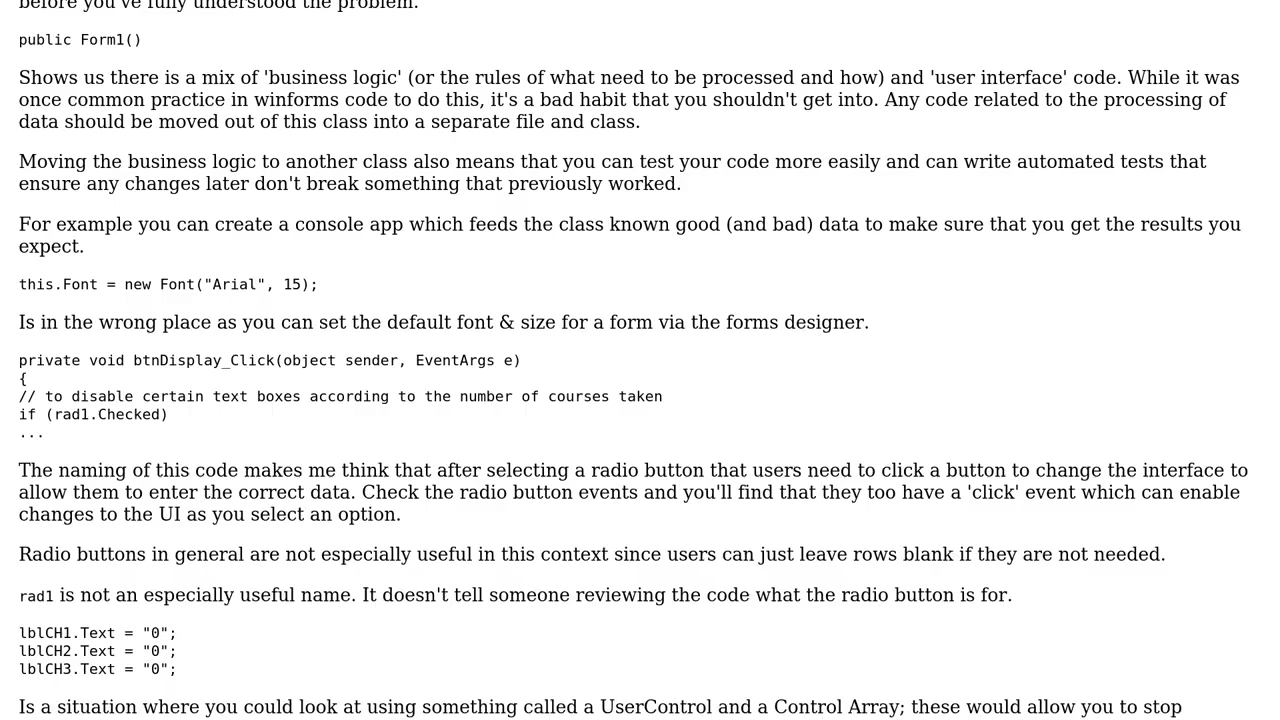 before you've fully understood the problem.
public Form1()
Shows us there is a mix of 'business logic' (or the rules of what need to be processed and how) and 'user interface' code. While it was
once common practice in winforms code to do this, it's a bad habit that you shouldn't get into. Any code related to the processing of
data should be moved out of this class into a separate file and class.
Moving the business logic to another class also means that you can test your code more easily and can write automated tests that
ensure any changes later don't break something that previously worked.
For example you can create a console app which feeds the class known good (and bad) data to make sure that you get the results you
expect.
this.Font = new Font("Arial", 15);
Is in the wrong place as you can set the default font & size for a form via the forms designer.
private void btnDisplay_Click(object sender, EventArgs e)
{
// to disable certain text boxes according to the number of courses taken
if (rad1.Checked)
...
The naming of this code makes me think that after selecting a radio button that users need to click a button to change the interface to
allow them to enter the correct data. Check the radio button events and you'll find that they too have a 'click' event which can enable
changes to the UI as you select an option.
Radio buttons in general are not especially useful in this context since users can just leave rows blank if they are not needed.
rad1 is not an especially useful name. It doesn't tell someone reviewing the code what the radio button is for.
lblCH1.Text = "0";
lblCH2.Text = "0";
lblCH3.Text = "0";
Is a situation where you could look at using something called a UserControl and a Control Array; these would allow you to stop